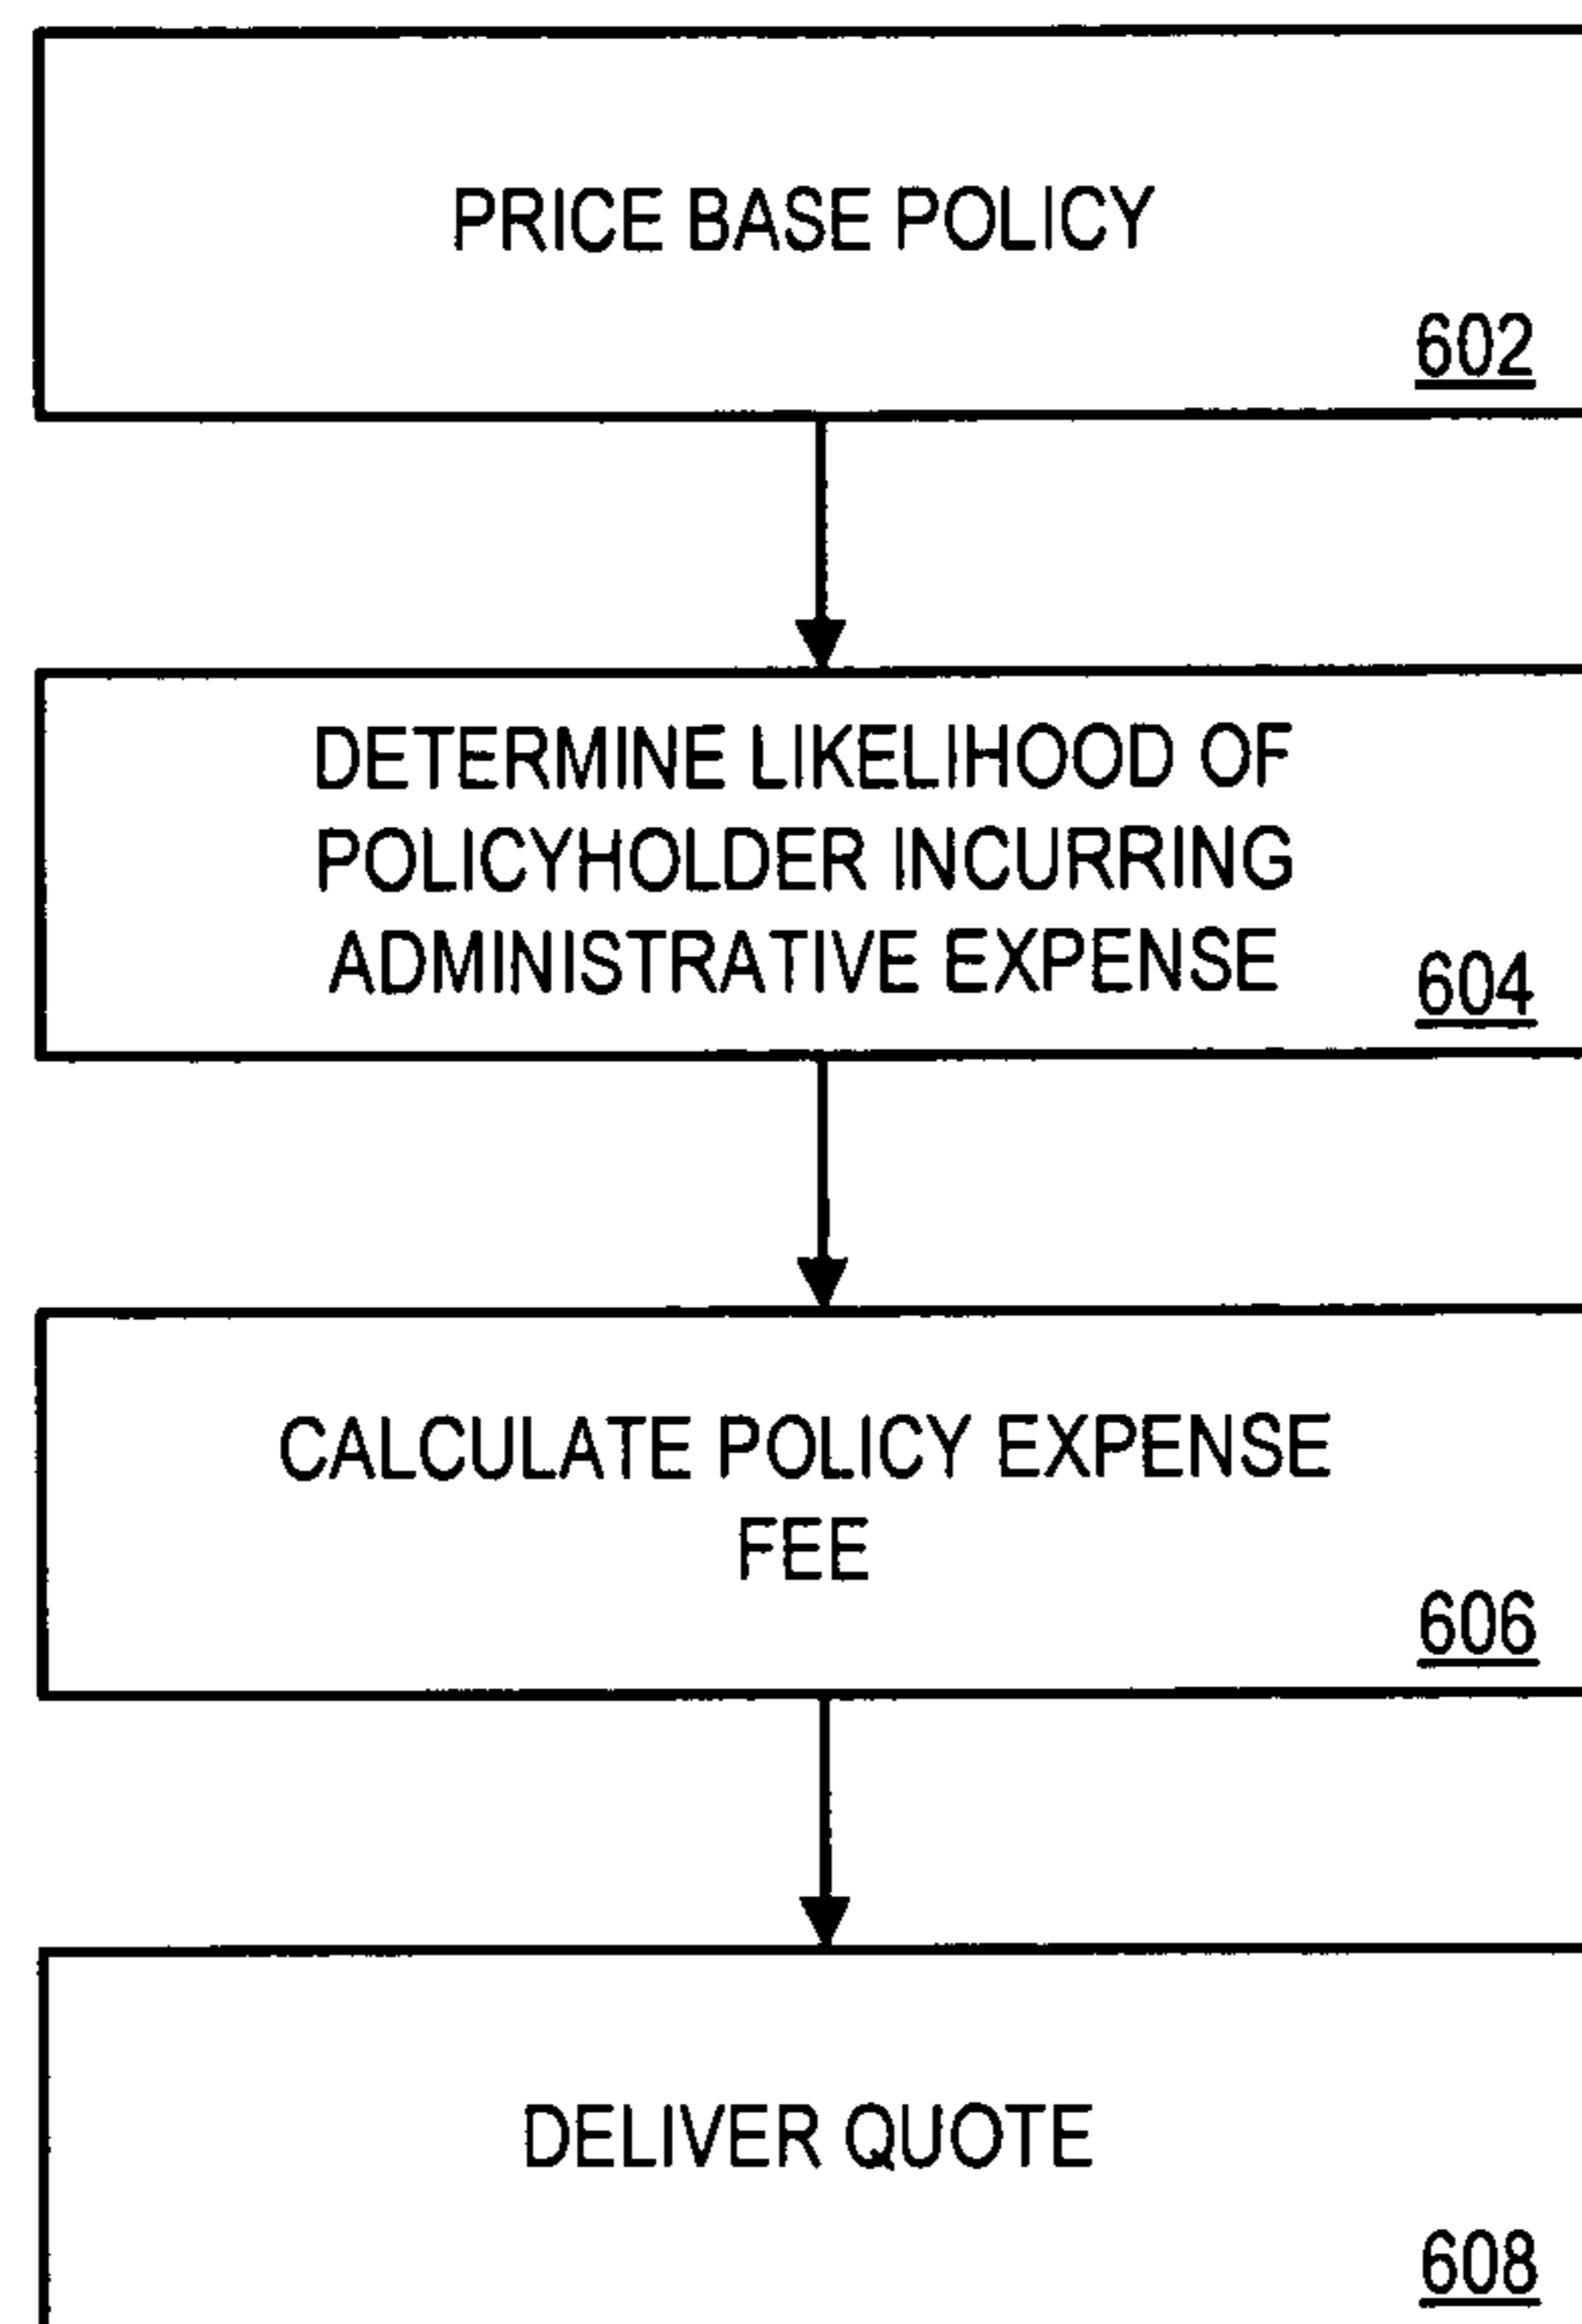 PRICE BASE POLICY
602
DETERMINE LIKELIHOOD OF
POLICYHOLDER INCURRING
ADMINISTRATIVE EXPENSE
604
CALCULATE POLICY EXPENSE
FEE
606
DELIVER QUOTE
608